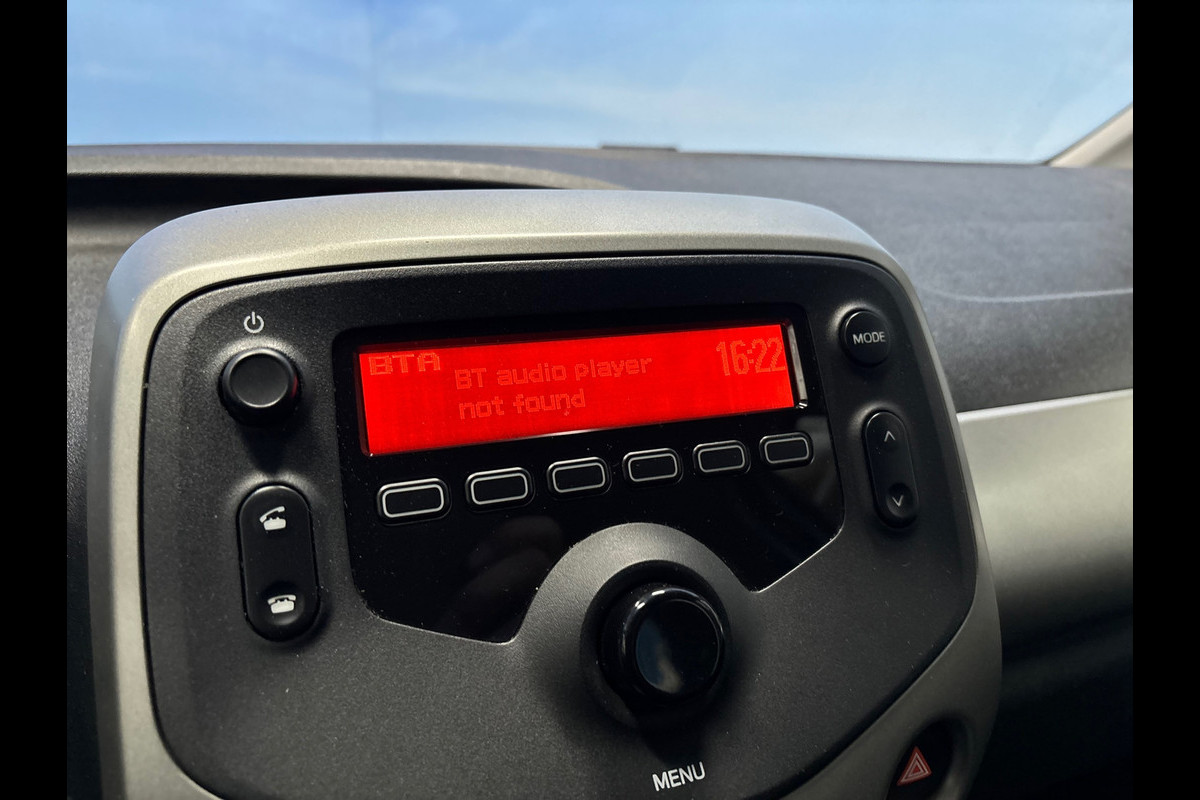 BTA
BT audio player
not found
16:22
MODE
MENU